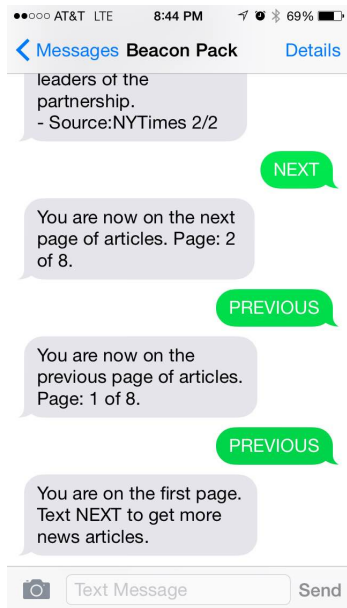 AT&T LTE 8:44 PM 69%
Messages Beacon Pack Details
leaders of the
partnership.
- Source:NYTimes 2/2
NEXT
You are now on the next
page of articles. Page: 2
of 8.
PREVIOUS
You are now on the
previous page of articles.
Page: 1 of 8.
PREVIOUS
You are on the first page.
Text NEXT to get more
news articles.
Text Message Send